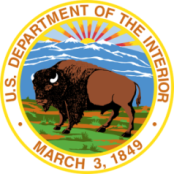 U.S. DEPARTMENT OF THE INTERIOR
MARCH 3, 1849